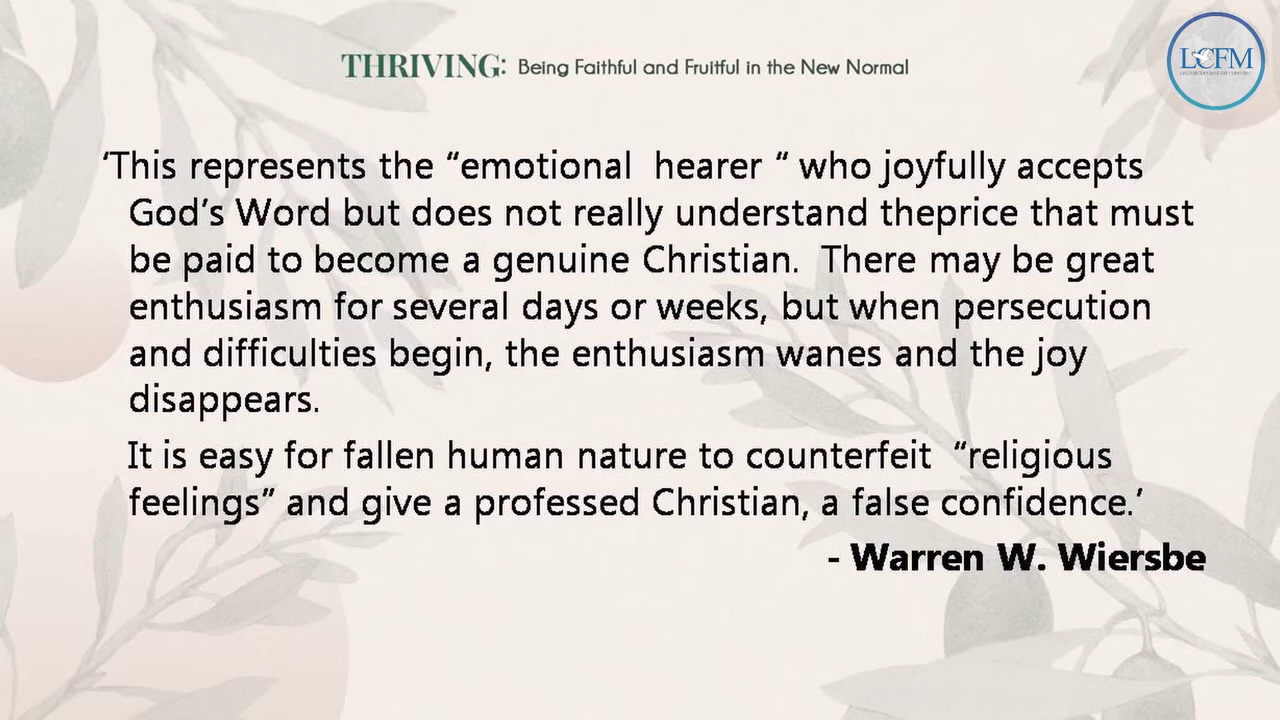 THRIVING: Being Faithful and Fruitful in the New Normal
LCFM
‘This represents the “emotional  hearer “ who joyfully accepts
God’s Word but does not really understand theprice that must
be paid to become a genuine Christian.  There may be great
enthusiasm for several days or weeks, but when persecution
and difficulties begin, the enthusiasm wanes and the joy
disappears.
It is easy for fallen human nature to counterfeit  “religious
feelings” and give a professed Christian, a false confidence.’
- Warren W. Wiersbe